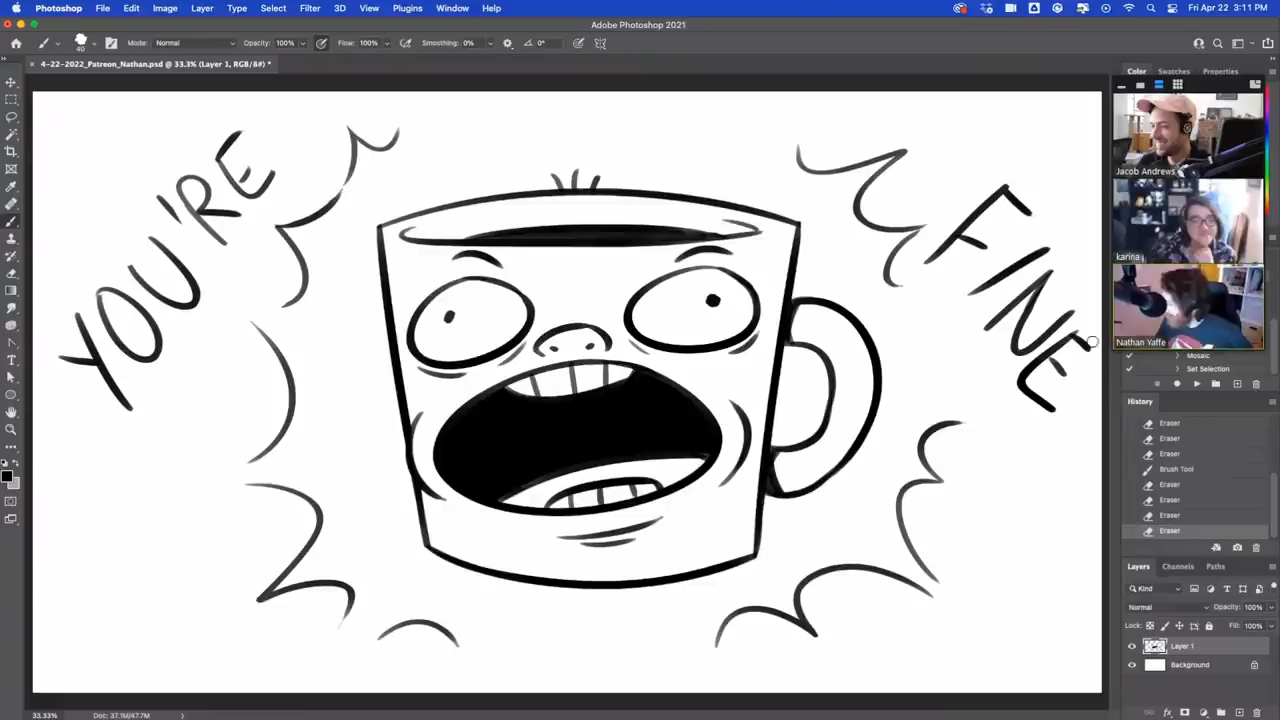 Photoshop File Edit Image Layer Type Select Filter 3D View Plugins Window Help Fri Apr 22 3:11 PM
Adobe Photoshop 2021
40 Mode: Normal Opacity: 100% Flow: 100% Smoothing: 0% 0°
4-22-2022_Patreon_Nathan.psd @ 33.3% (Layer 1, RGB/8#) *
Color Swatches Properties
YOU'RE
FINE
Jacob Andrews
karina j
Nathan Yaffe
Mosaic
Set Selection
History
Eraser
Eraser
Eraser
Brush Tool
Eraser
Eraser
Eraser
Eraser
Layers Channels Paths
Kind
Normal Opacity: 100%
Lock: Fill: 100%
Layer 1
Background
fx
33.33% Doc: 37.1M/47.7M